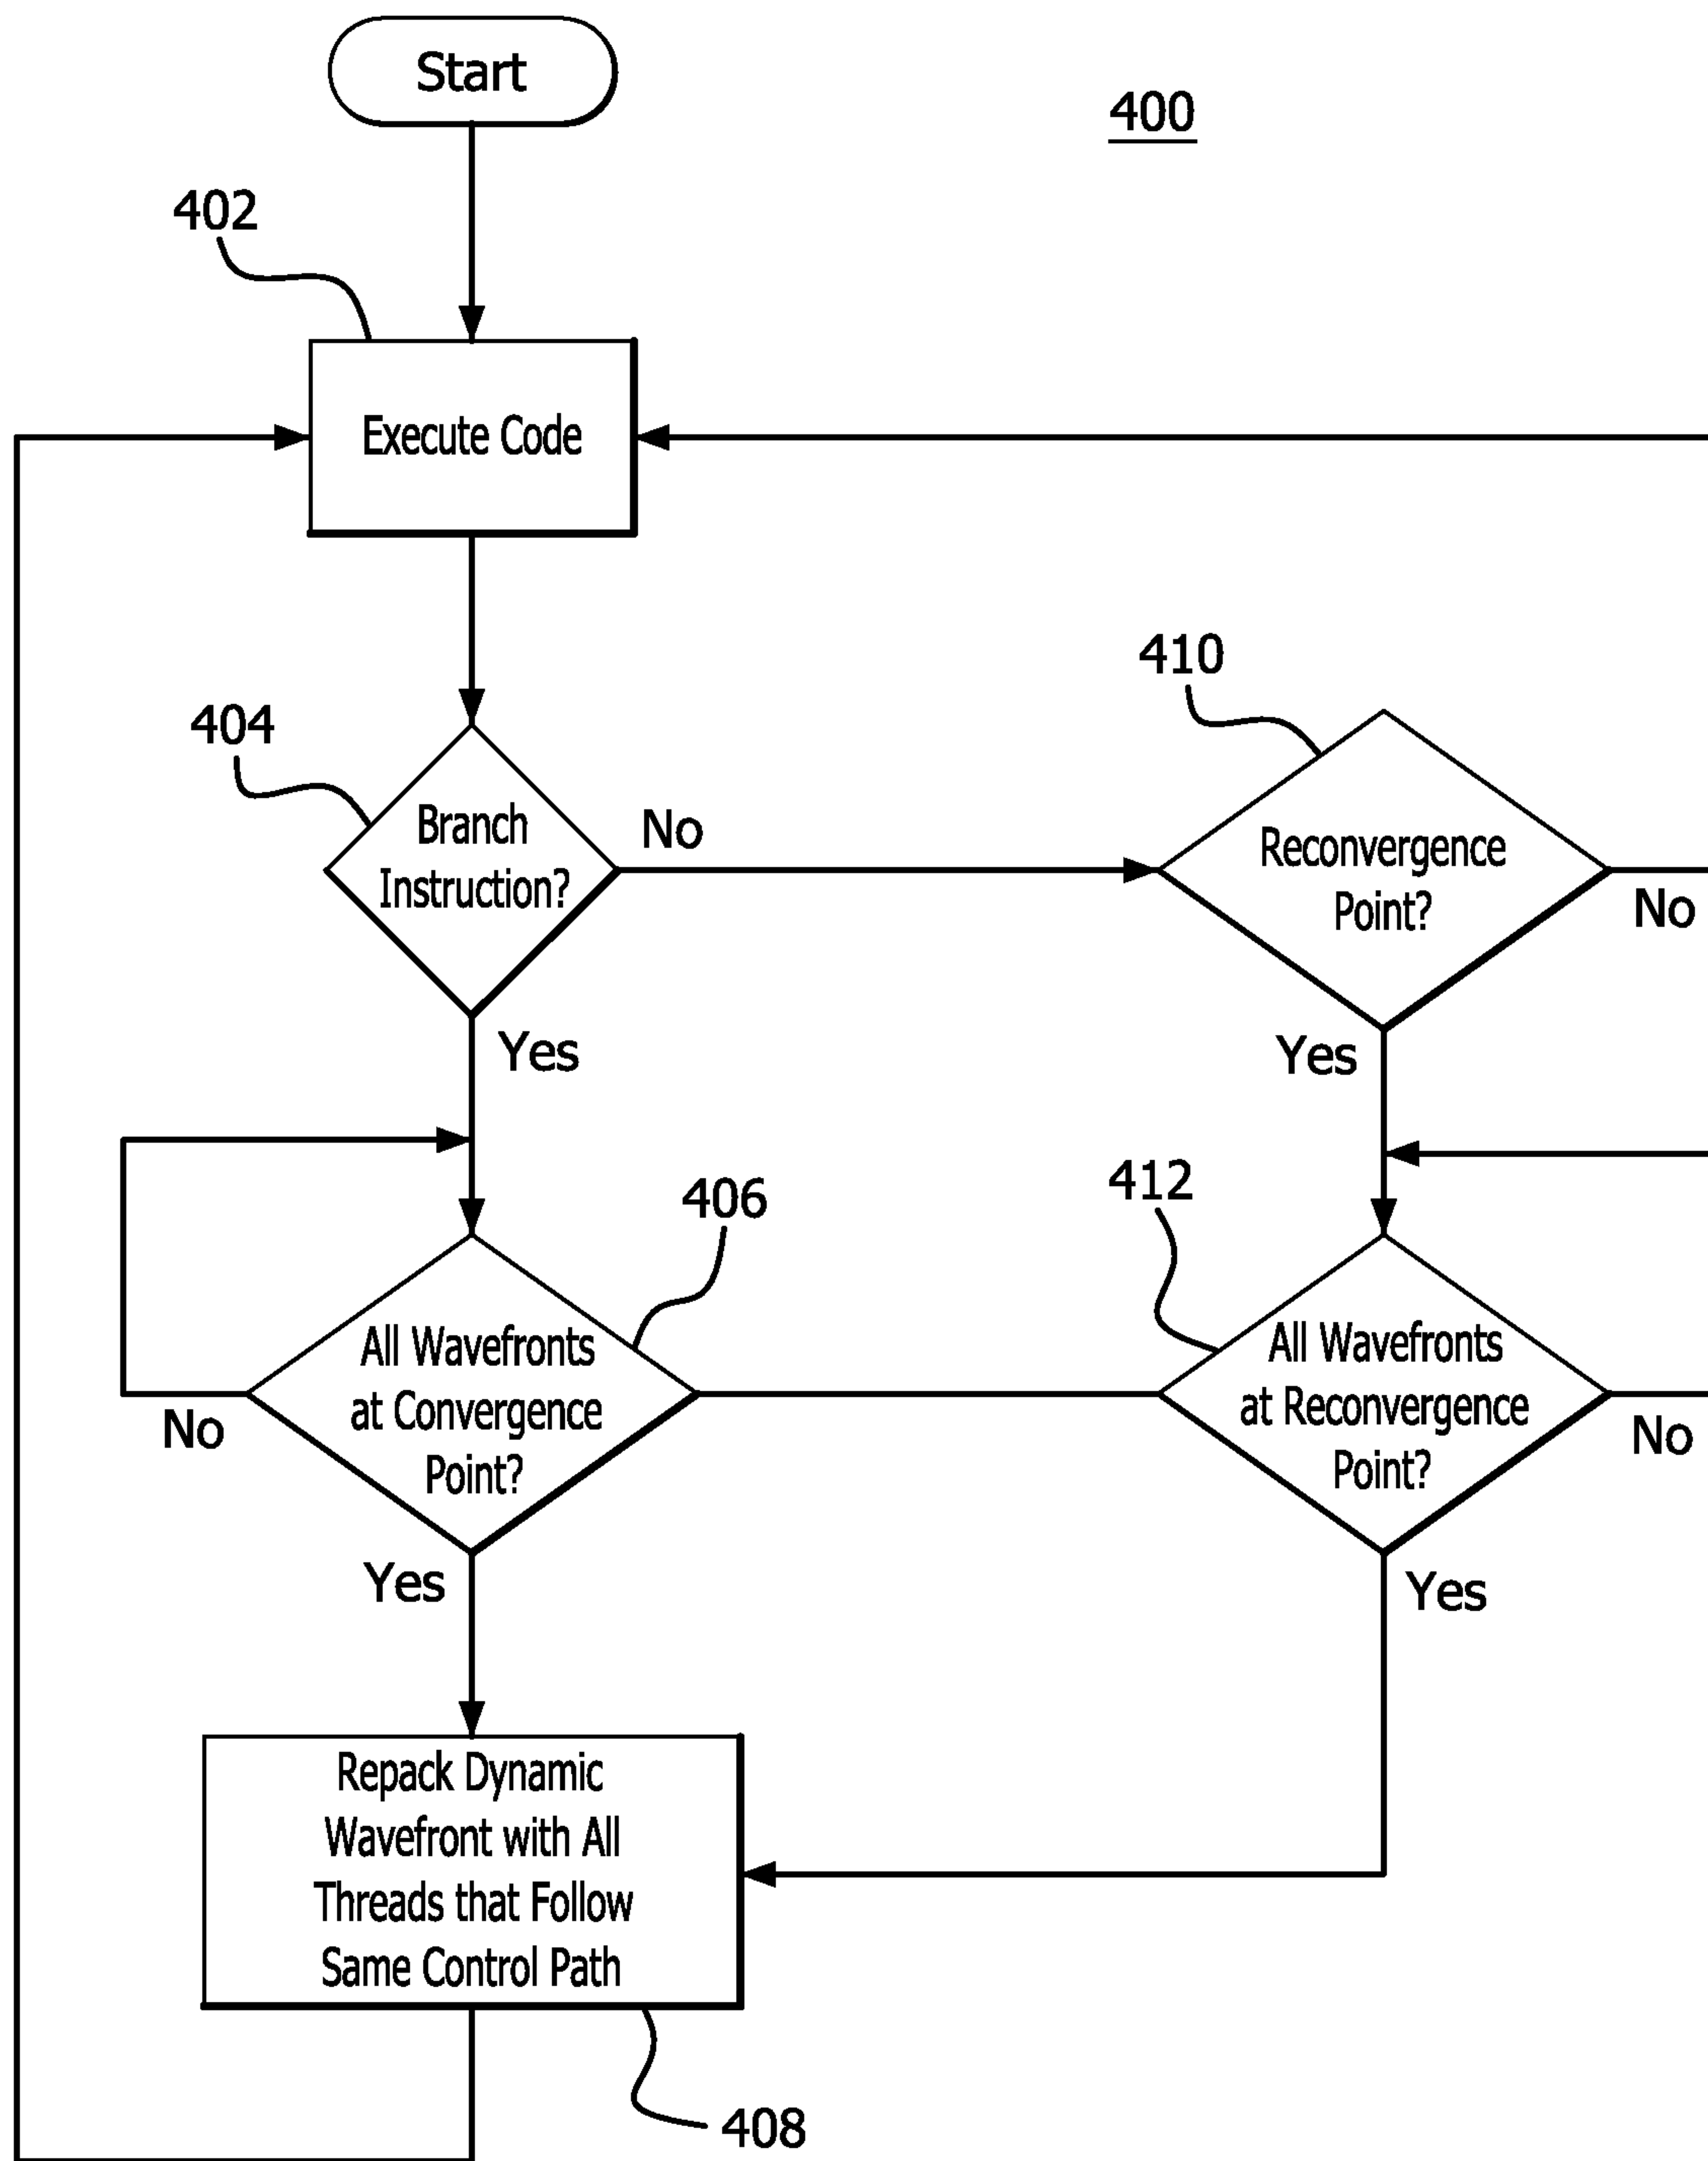 Start
400
402
Execute Code
410
404
Branch
Instruction?
No
Reconvergence
Point?
No
Yes
Yes
406
412
All Wavefronts
at Convergence
Point?
No
All Wavefronts
at Reconvergence
Point?
No
Yes
Yes
Repack Dynamic
Wavefront with All
Threads that Follow
Same Control Path
408